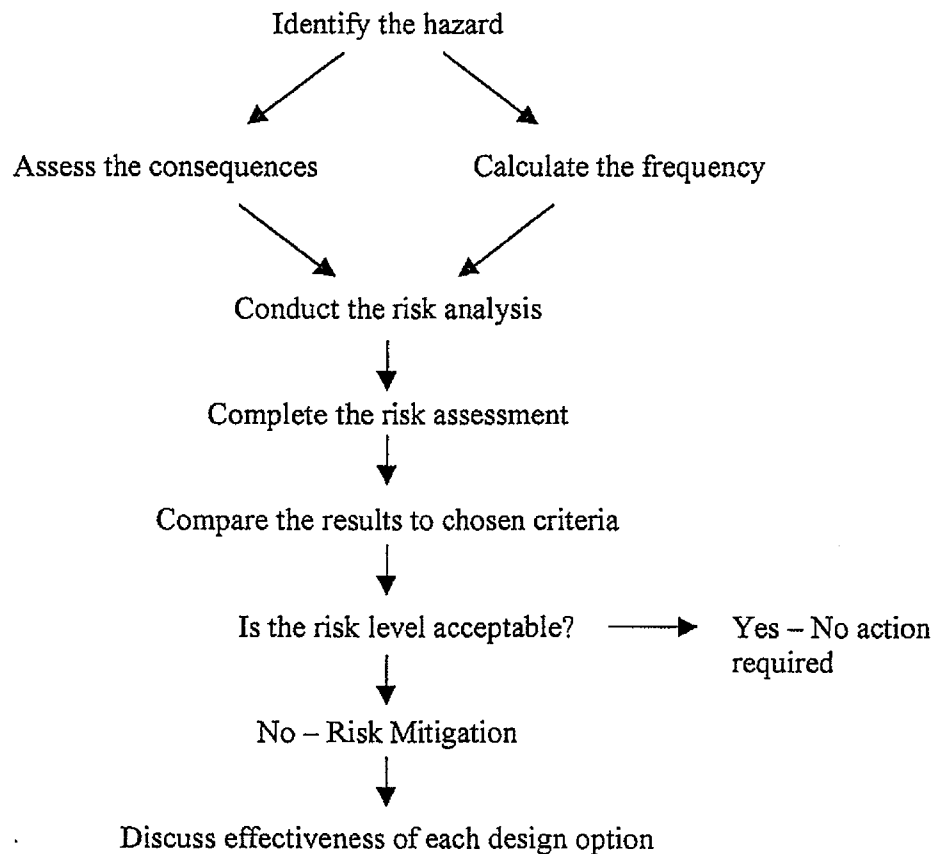 Identify the hazard
Assess the consequences
Calculate the frequency
Conduct the risk analysis
Complete the risk assessment
Compare the results to chosen criteria
Is the risk level acceptable?
Yes – No action
required
No – Risk Mitigation
Discuss effectiveness of each design option